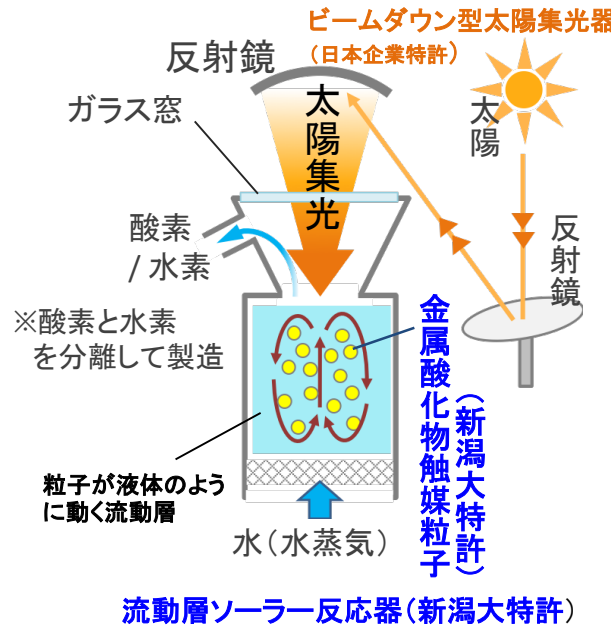 ビームダウン型太陽集光器
（日本企業特許）
反射鏡
太陽
ガラス窓
太陽集光
反射鏡
酸素
/ 水素
※酸素と水素
を分離して製造
金属酸化物触媒粒子
（新潟大特許）
粒子が液体のよう
に動く流動層
水（水蒸気）
流動層ソーラー反応器（新潟大特許）